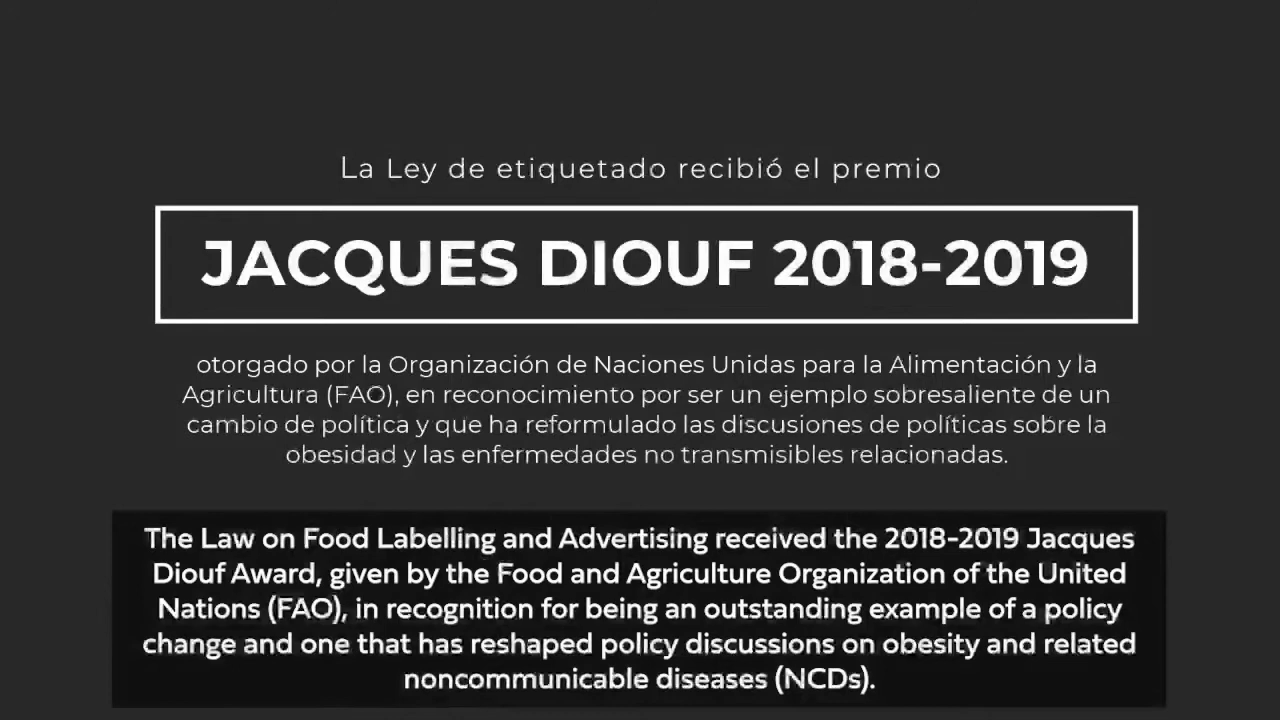 La Ley de etiquetado recibió el premio
JACQUES DIOUF 2018-2019
otorgado por la Organización de Naciones Unidas para la Alimentación y la
Agricultura (FAO), en reconocimiento por ser un ejemplo sobresaliente de un
cambio de política y que ha reformulado las discusiones de políticas sobre la
obesidad y las enfermedades no transmisibles relacionadas.
The Law on Food Labelling and Advertising received the 2018-2019 Jacques
Diouf Award, given by the Food and Agriculture Organization of the United
Nations (FAO), in recognition for being an outstanding example of a policy
change and one that has reshaped policy discussions on obesity and related
noncommunicable diseases (NCDs).